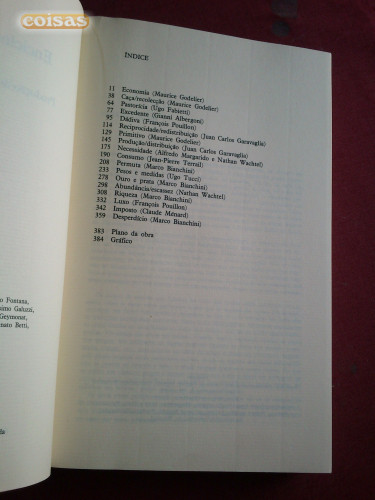 coisas
ÍNDICE
11 Economia (Maurice Godelier)
38 Caça/recolecção (Maurice Godelier)
64 Pastorícia (Ugo Fabietti)
77 Excedente (Gianni Albergoni)
95 Dádiva (François Pouillon)
114 Reciprocidade/redistribuição (Juan Carlos Garavaglia)
129 Primitivo (Maurice Godelier)
145 Produção/distribuição (Juan Carlos Garavaglia)
175 Necessidade (Alfredo Margarido e Nathan Wachtel)
190 Consumo (Jean-Pierre Terrail)
208 Permuta (Marco Bianchini)
233 Pesos e medidas (Ugo Tucci)
278 Ouro e prata (Marco Bianchini)
298 Abundância/escassez (Nathan Wachtel)
308 Riqueza (Marco Bianchini)
332 Luxo (François Pouillon)
342 Imposto (Claude Ménard)
359 Desperdício (Marco Bianchini)
383 Plano da obra
384 Gráfico
o Fontana,
simo Galuzzi,
Geymonat,
nato Betti,